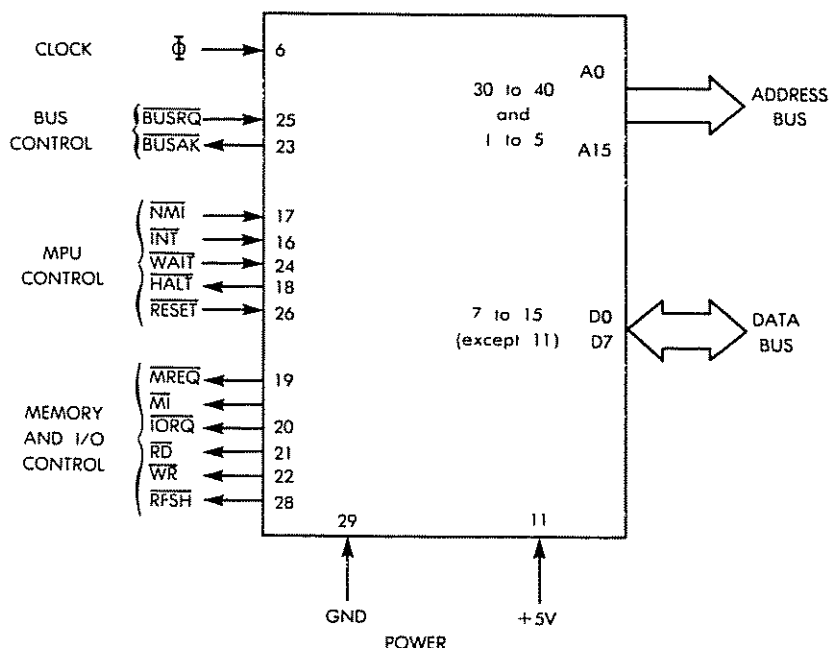 CLOCK Φ 6
A0
30 to 40
and
1 to 5
A15
ADDRESS
BUS
BUS
CONTROL
BUSRQ 25
BUSAK 23
MPU
CONTROL
NMI 17
INT 16
WAIT 24
HALT 18
RESET 26
7 to 15
(except 11)
D0
D7
DATA
BUS
MEMORY
AND I/O
CONTROL
MREQ 19
MI
IORQ 20
RD 21
WR 22
RFSH 28
29 11
GND +5V
POWER